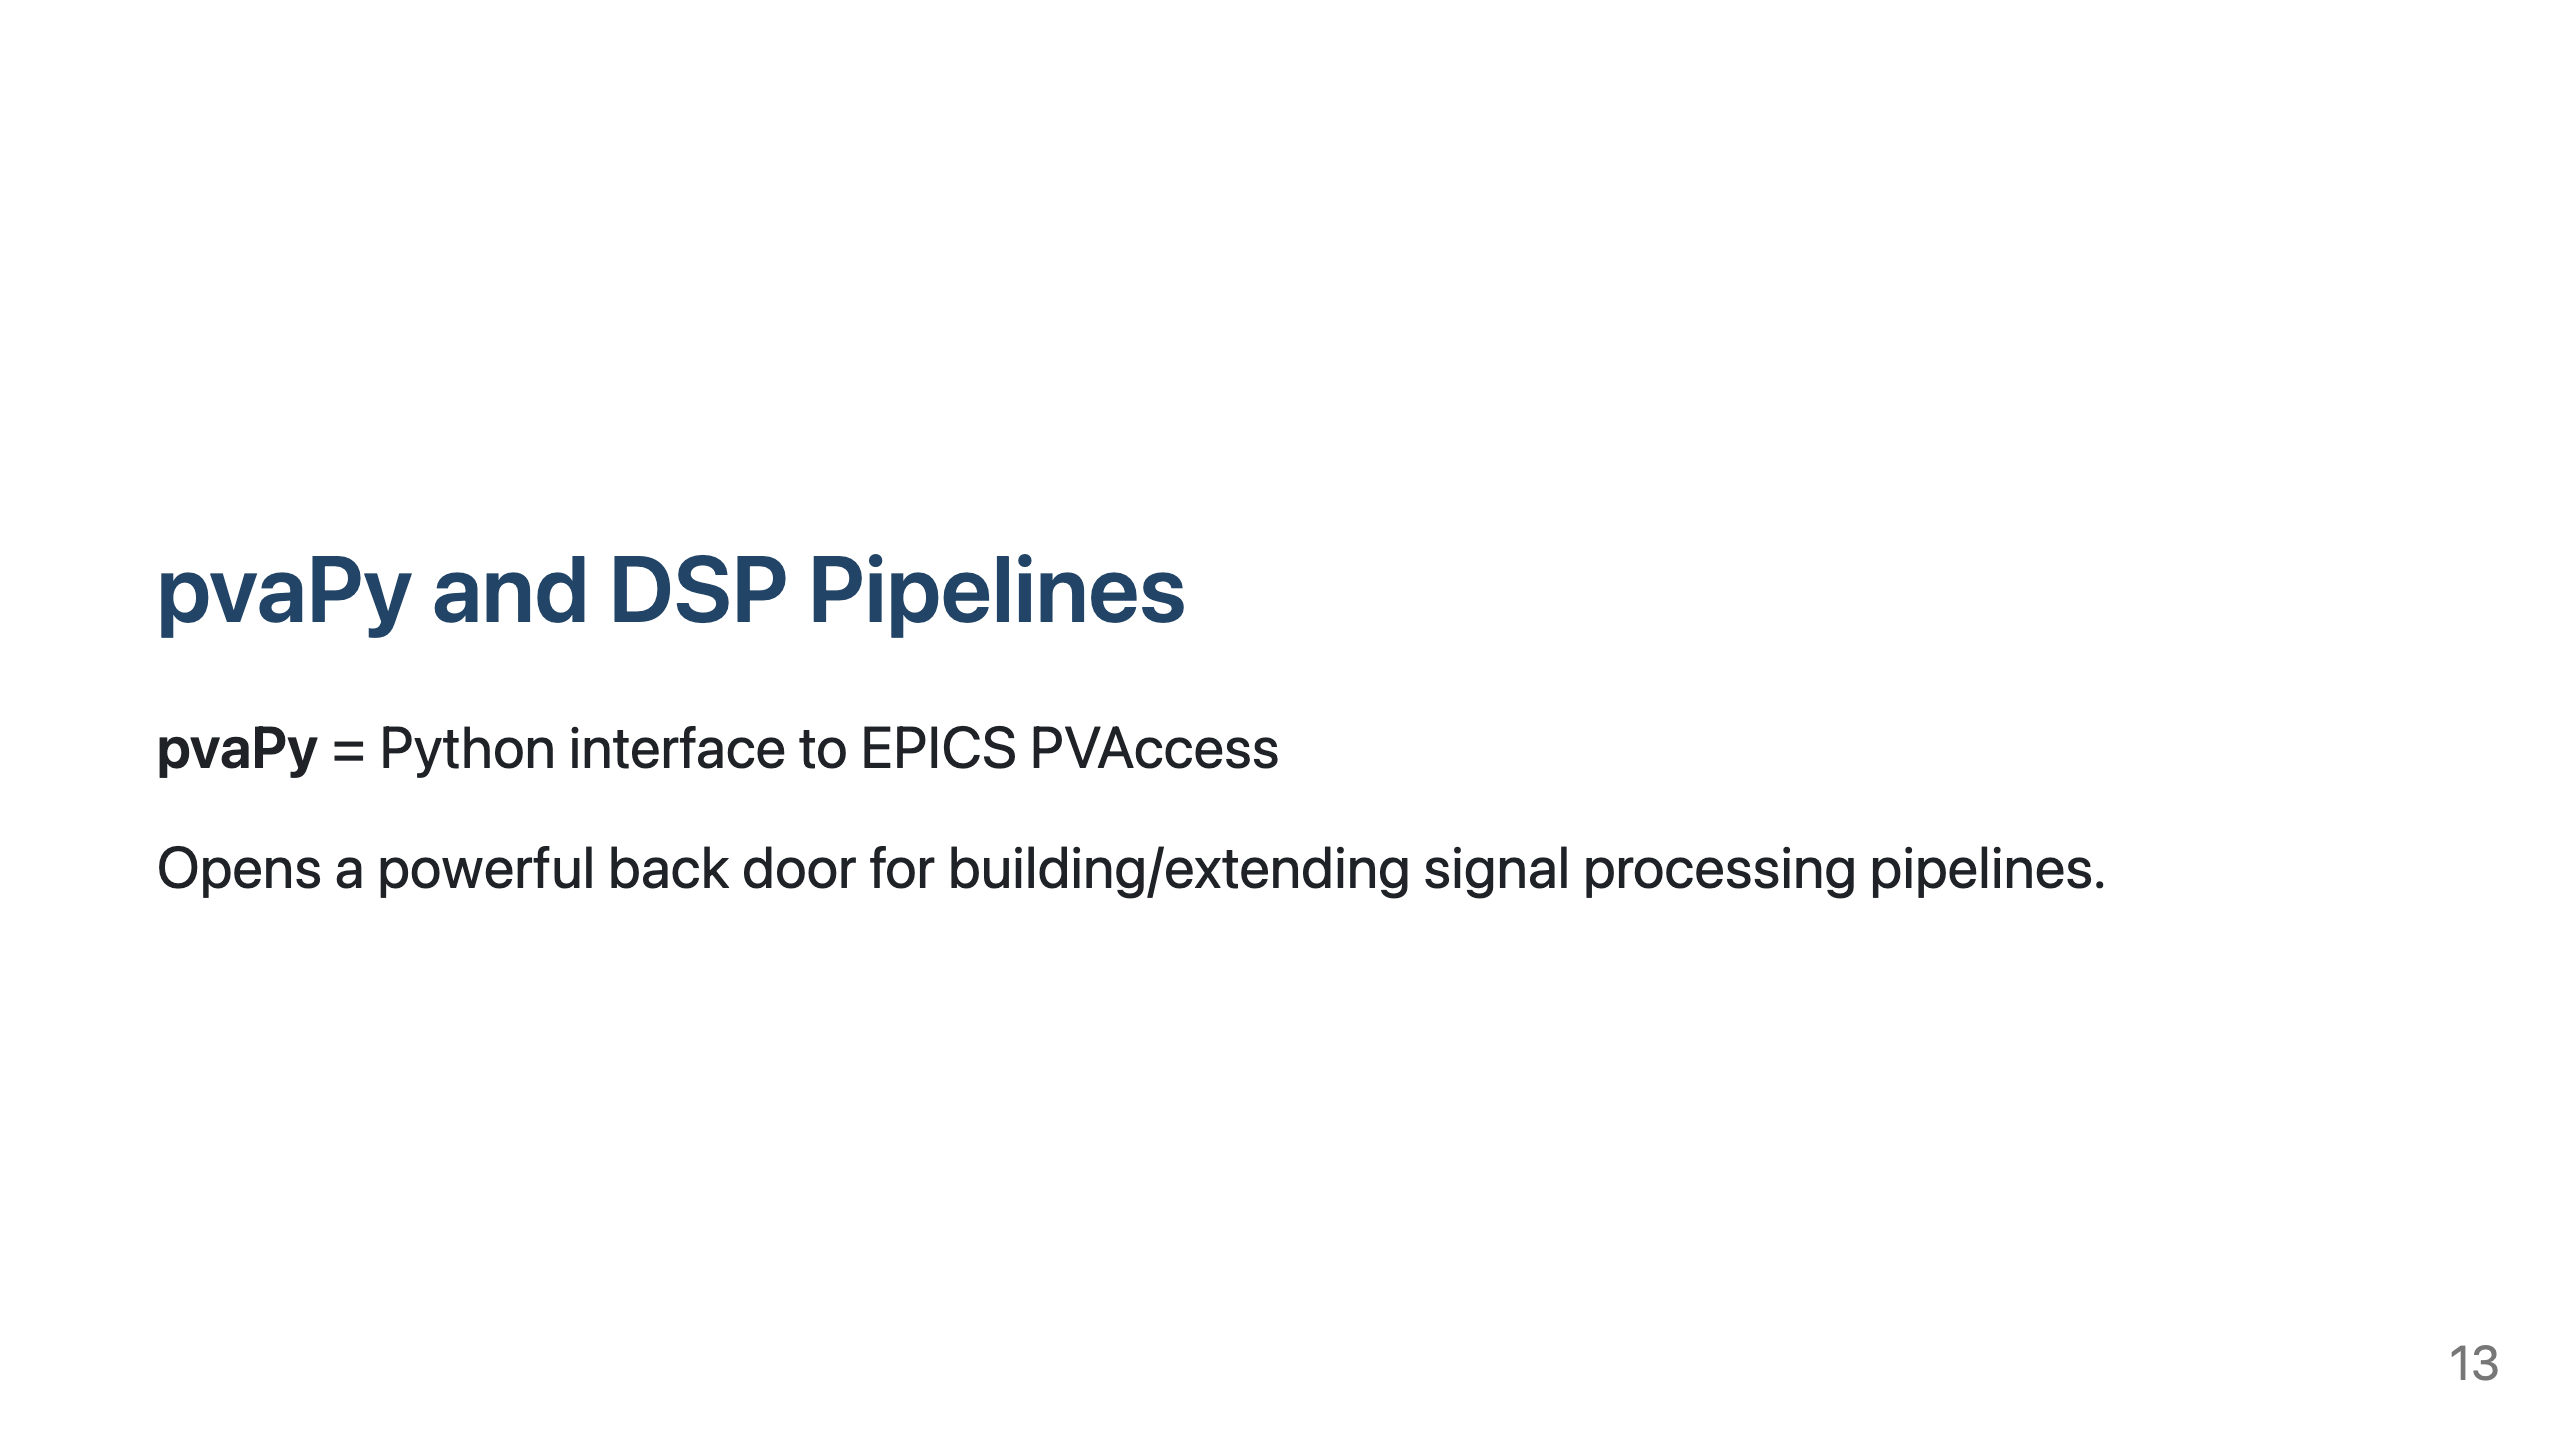 pvaPy and DSP Pipelines
pvaPy = Python interface to EPICS PVAccess
Opens a powerful back door for building/extending signal processing pipelines.
13